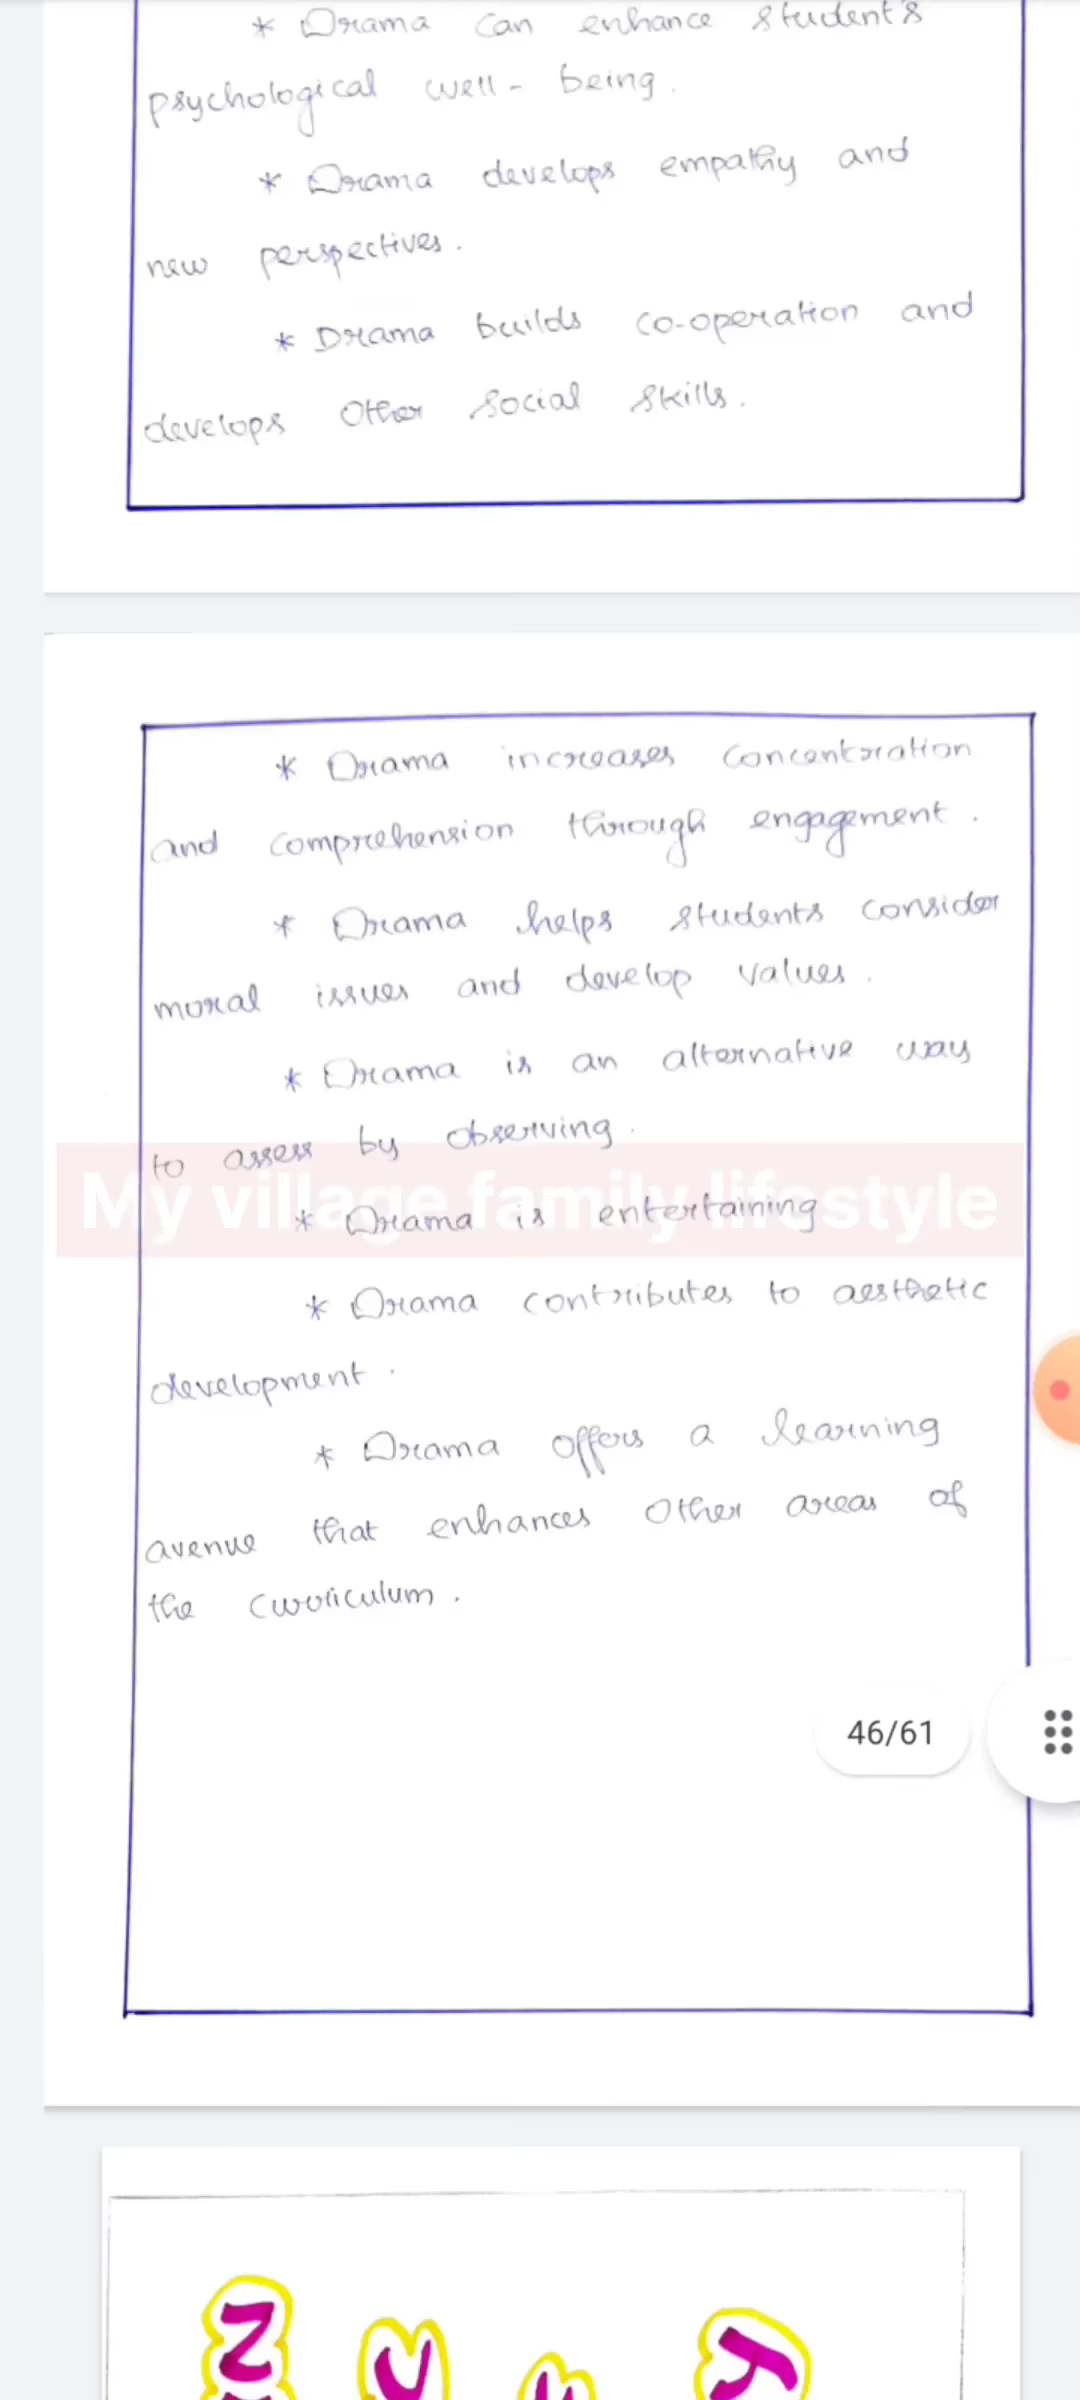 * Drama can enhance student's
psychological well - being.
* Drama develops empathy and
new perspectives.
* Drama builds co-operation and
develops other social skills.
* Drama increases concentration
and comprehension through engagement.
* Drama helps students consider
moral issues and develop values.
* Drama is an alternative way
to assess by observing.
My village family lifestyle
* Drama is entertaining
* Drama contributes to aesthetic
development.
* Drama offers a learning
avenue that enhances other areas of
the curriculum.
46/61